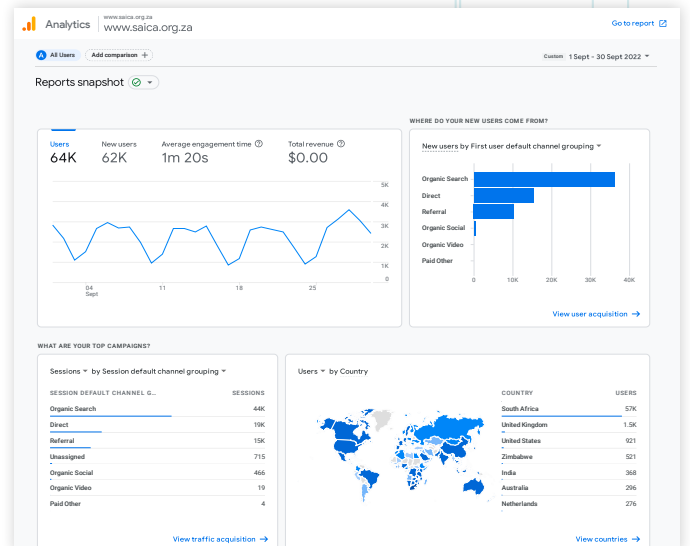 Analytics
www.saica.org.za
www.saica.org.za
Go to report
A All Users
Add comparison +
Custom 1 Sept - 30 Sept 2022
Reports snapshot
Users
64K
New users
62K
Average engagement time
1m 20s
Total revenue
$0.00
5K
4K
3K
2K
1K
0
04
Sept
11
18
25
WHERE DO YOUR NEW USERS COME FROM?
New users by First user default channel grouping
Organic Search
Direct
Referral
Organic Social
Organic Video
Paid Other
0 10K 20K 30K 40K
View user acquisition
WHAT ARE YOUR TOP CAMPAIGNS?
Sessions by Session default channel grouping
SESSION DEFAULT CHANNEL G... SESSIONS
Organic Search 44K
Direct 19K
Referral 15K
Unassigned 715
Organic Social 466
Organic Video 19
Paid Other 4
View traffic acquisition
Users by Country
COUNTRY USERS
South Africa 57K
United Kingdom 1.5K
United States 921
Zimbabwe 521
India 368
Australia 296
Netherlands 276
View countries